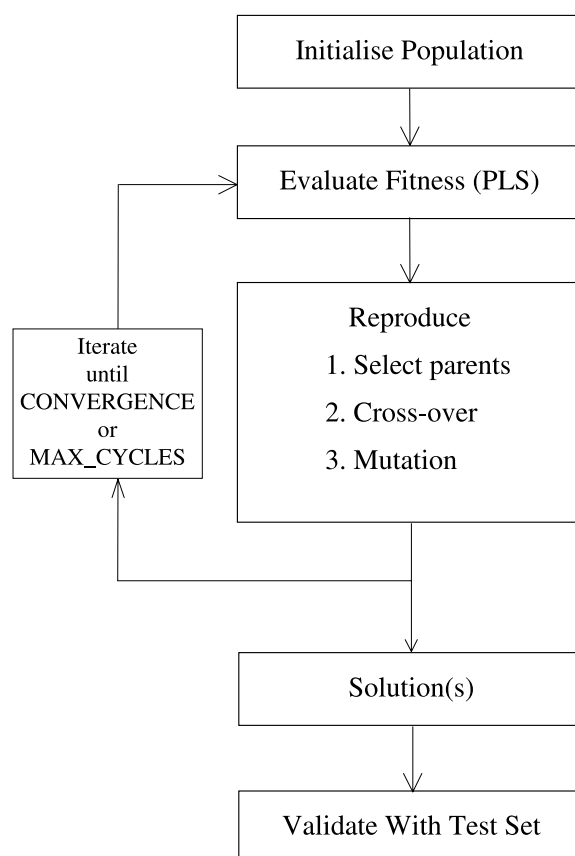 Initialise Population
Evaluate Fitness (PLS)
Reproduce
1. Select parents
2. Cross-over
3. Mutation
Iterate
until
CONVERGENCE
or
MAX_CYCLES
Solution(s)
Validate With Test Set